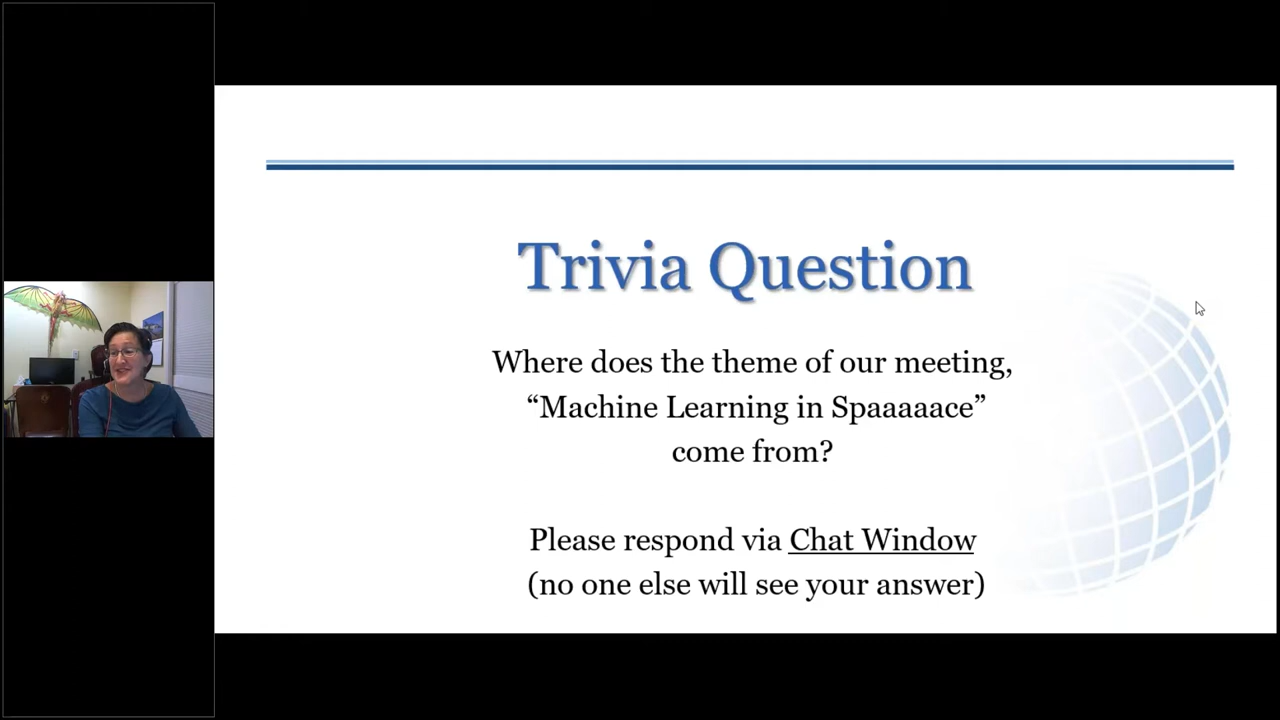 Trivia Question
Where does the theme of our meeting,
“Machine Learning in Spaaaaace”
come from?
Please respond via Chat Window
(no one else will see your answer)